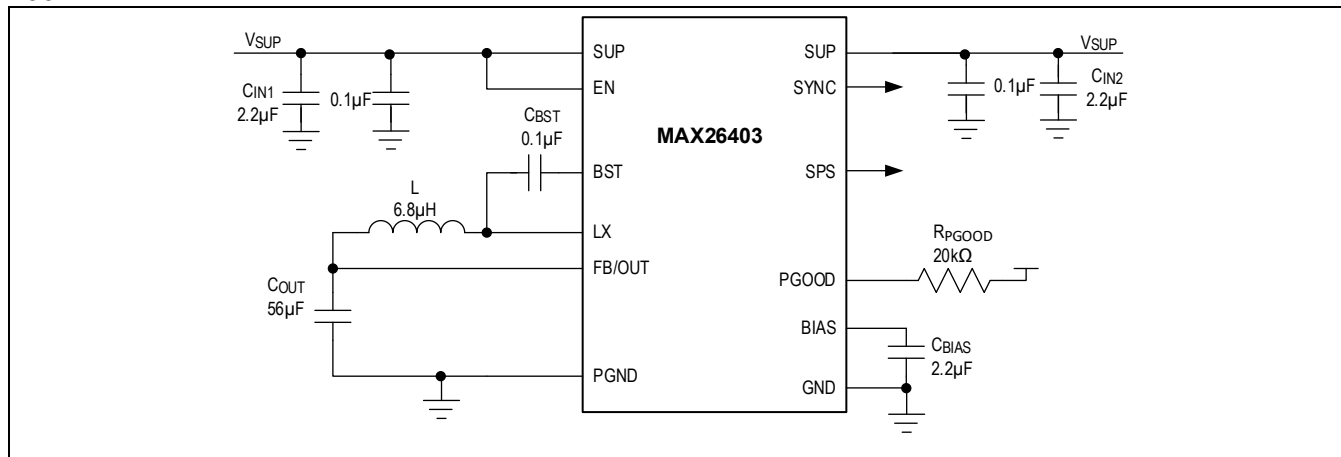 VSUP
SUP
SUP
VSUP
CIN1
2.2µF
0.1µF
EN
SYNC
0.1µF
CIN2
2.2µF
CBST
0.1µF
MAX26403
BST
SPS
L
6.8µH
LX
RPGOOD
20kΩ
FB/OUT
PGOOD
COUT
56µF
BIAS
CBIAS
2.2µF
PGND
GND